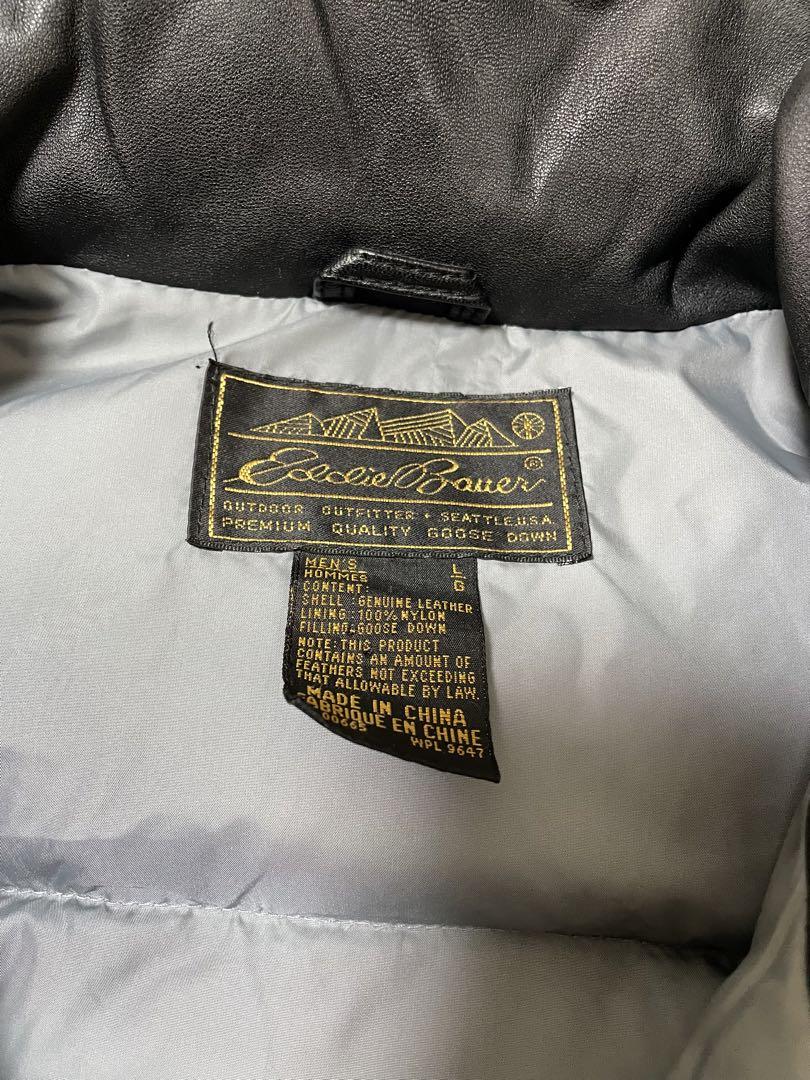 Eddie Bauer®
OUTDOOR OUTFITTER • SEATTLE.U.S.A.
PREMIUM QUALITY GOOSE DOWN
MEN'S L
HOMMES G
CONTENT:
SHELL : GENUINE LEATHER
LINING : 100% NYLON
FILLING-GOOSE DOWN
NOTE: THIS PRODUCT
CONTAINS AN AMOUNT OF
FEATHERS NOT EXCEEDING
THAT ALLOWABLE BY LAW.
MADE IN CHINA
FABRIQUE EN CHINE
00665 WPL 9647